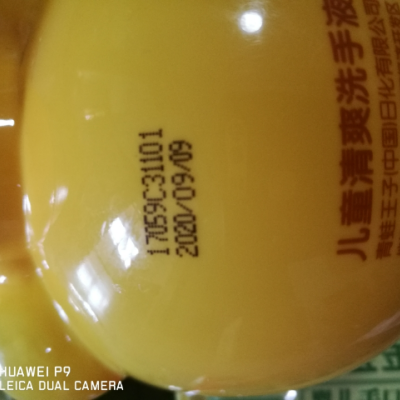 17059C31101
2020/09/09
儿童清爽洗手液
青蛙王子(中国)日化有限公司
HUAWEI P9
LEICA DUAL CAMERA